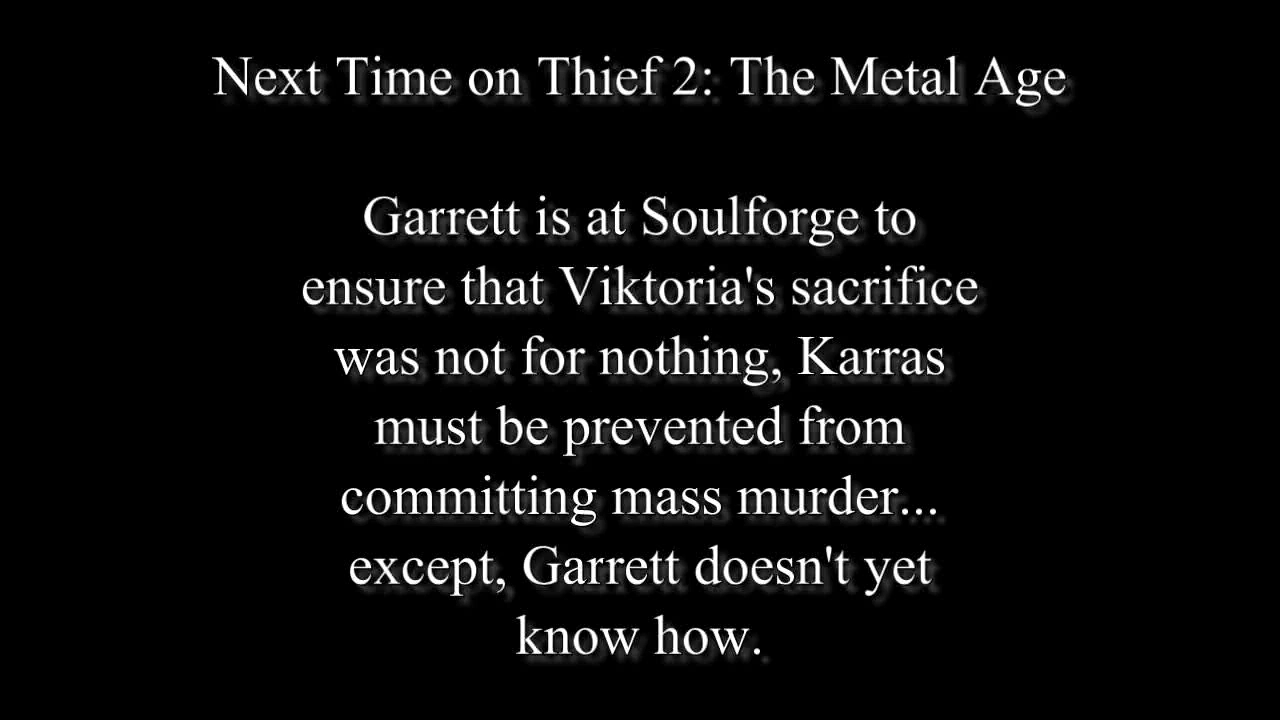 Next Time on Thief 2: The Metal Age
Garrett is at Soulforge to
ensure that Viktoria's sacrifice
was not for nothing, Karras
must be prevented from
committing mass murder...
except, Garrett doesn't yet
know how.